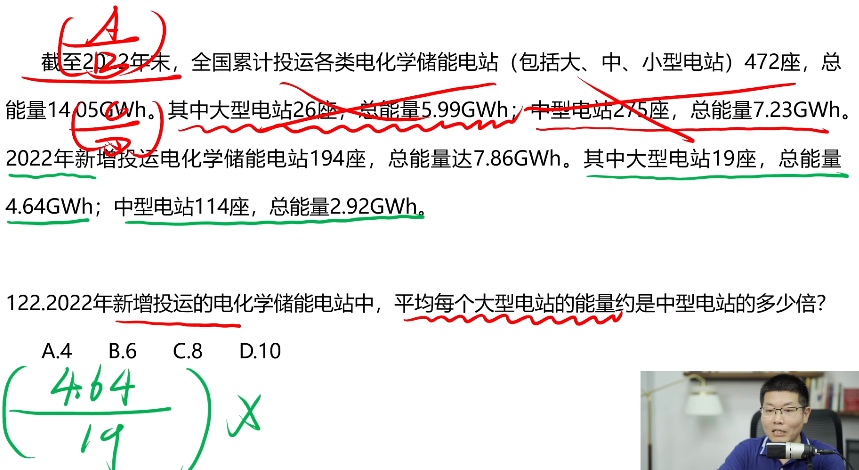 截至2022年末，全国累计投运各类电化学储能电站（包括大、中、小型电站）472座，总
能量14.05GWh。其中大型电站26座，总能量5.99GWh；中型电站275座，总能量7.23GWh。
2022年新增投运电化学储能电站194座，总能量达7.86GWh。其中大型电站19座，总能量
4.64GWh；中型电站114座，总能量2.92GWh。
122.2022年新增投运的电化学储能电站中，平均每个大型电站的能量约是中型电站的多少倍？
A.4 B.6 C.8 D.10
4.64
19
×